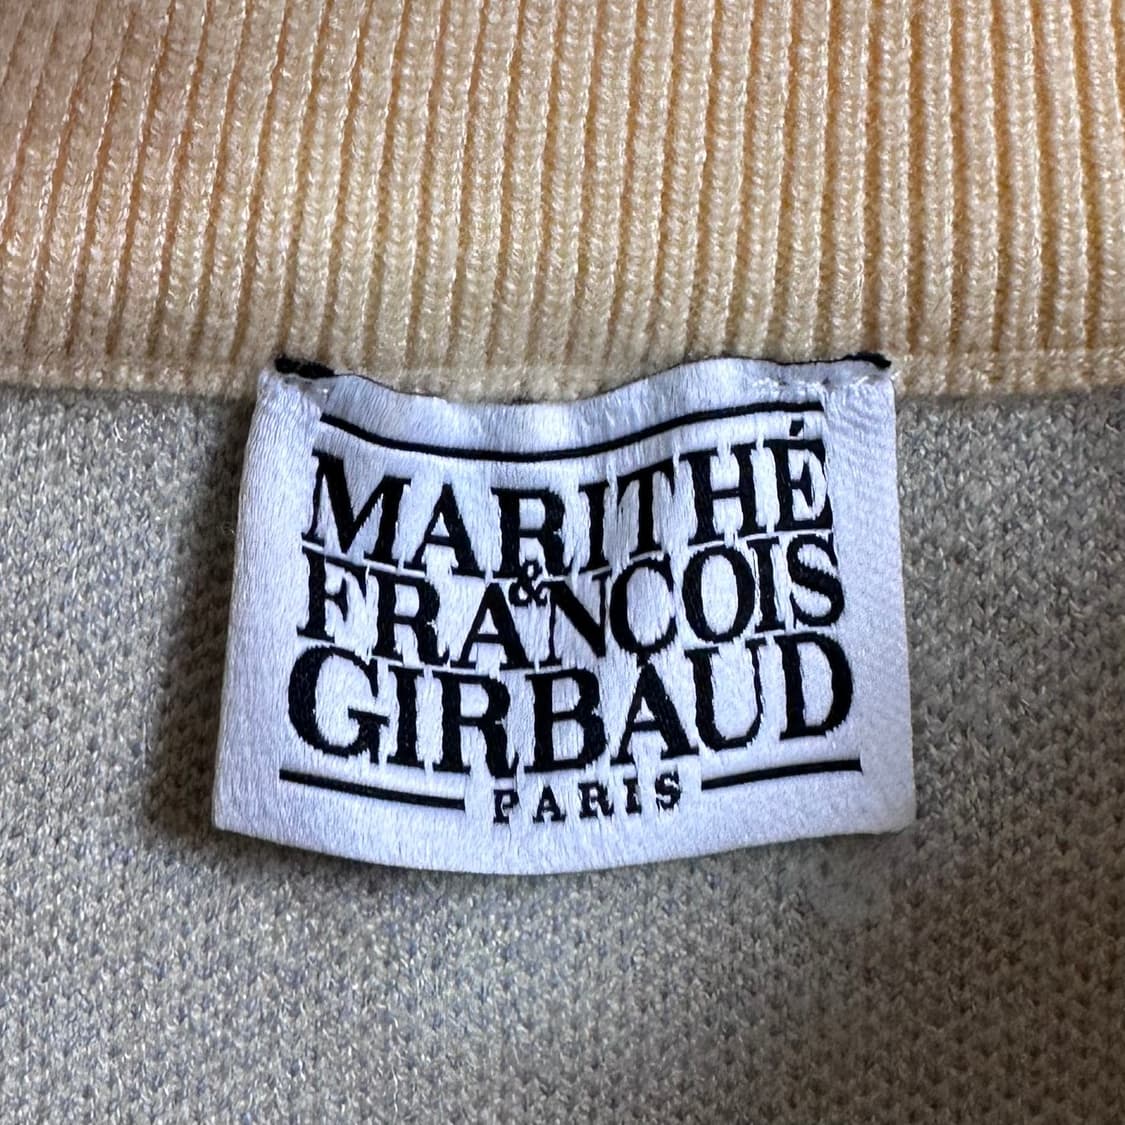 MARITHÉ
&
FRANCOIS
GIRBAUD
PARIS